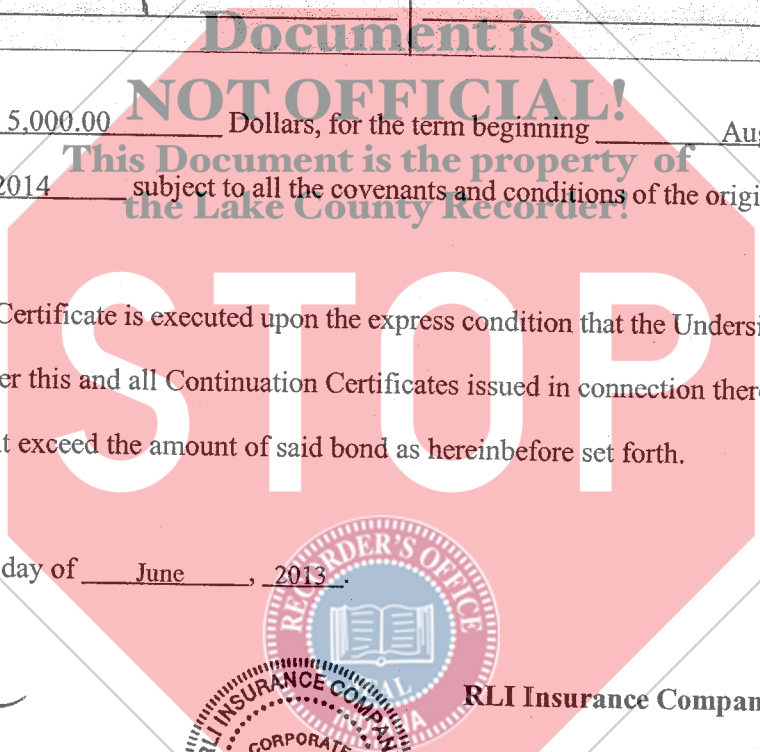 Document is
NOT OFFICIAL!
5,000.00 Dollars, for the term beginning Aug
This Document is the property of
2014 subject to all the covenants and conditions of the origi
the Lake County Recorder!
STOP
Certificate is executed upon the express condition that the Undersi
er this and all Continuation Certificates issued in connection ther
t exceed the amount of said bond as hereinbefore set forth.
day of June, 2013.
RECORDER'S OFFICE
SEAL
INDIANA
RLI INSURANCE COMPAN
CORPORATE
RLI Insurance Compan